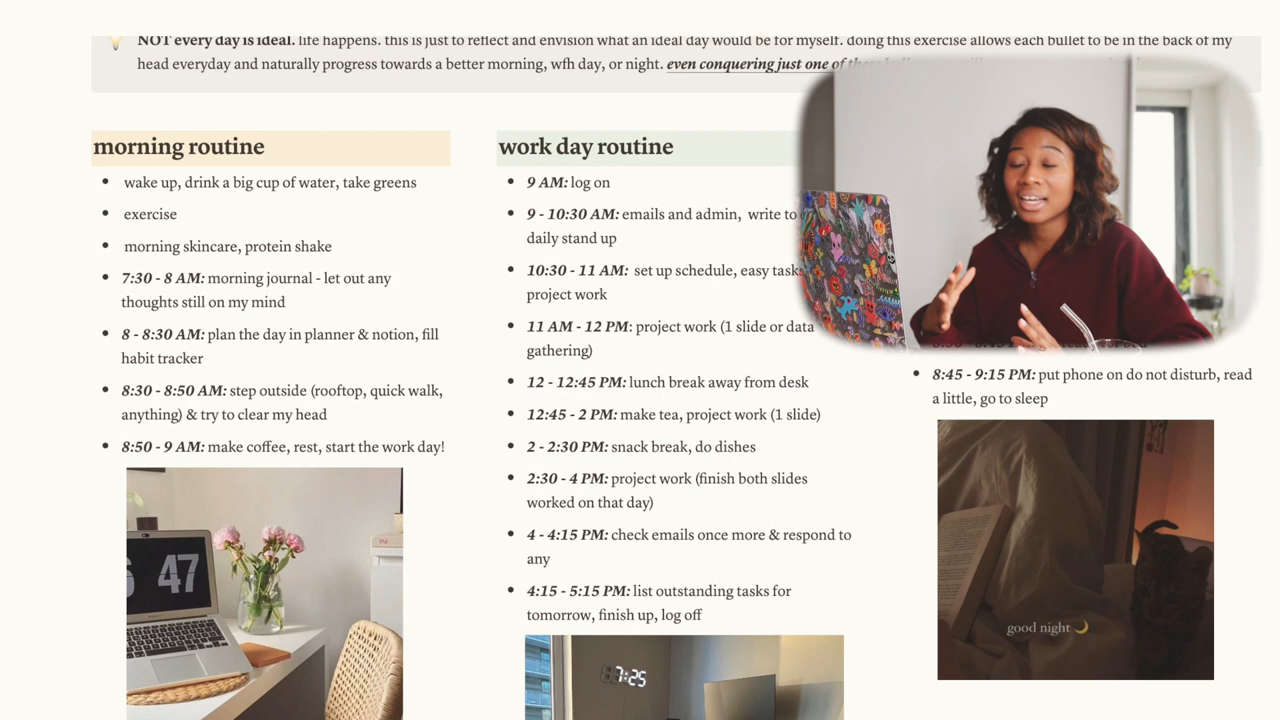 NOT every day is ideal. life happens. this is just to reflect and envision what an ideal day would be for myself. doing this exercise allows each bullet to be in the back of my
head everyday and naturally progress towards a better morning, wfh day, or night. even conquering just one of these
morning routine
wake up, drink a big cup of water, take greens
exercise
morning skincare, protein shake
7:30 - 8 AM: morning journal - let out any
thoughts still on my mind
8 - 8:30 AM: plan the day in planner & notion, fill
habit tracker
8:30 - 8:50 AM: step outside (rooftop, quick walk,
anything) & try to clear my head
8:50 - 9 AM: make coffee, rest, start the work day!
47
work day routine
9 AM: log on
9 - 10:30 AM: emails and admin, write to
daily stand up
10:30 - 11 AM: set up schedule, easy tasks
project work
11 AM - 12 PM: project work (1 slide or data
gathering)
12 - 12:45 PM: lunch break away from desk
12:45 - 2 PM: make tea, project work (1 slide)
2 - 2:30 PM: snack break, do dishes
2:30 - 4 PM: project work (finish both slides
worked on that day)
4 - 4:15 PM: check emails once more & respond to
any
4:15 - 5:15 PM: list outstanding tasks for
tomorrow, finish up, log off
7:25
8:45 - 9:15 PM: put phone on do not disturb, read
a little, go to sleep
good night 🌙